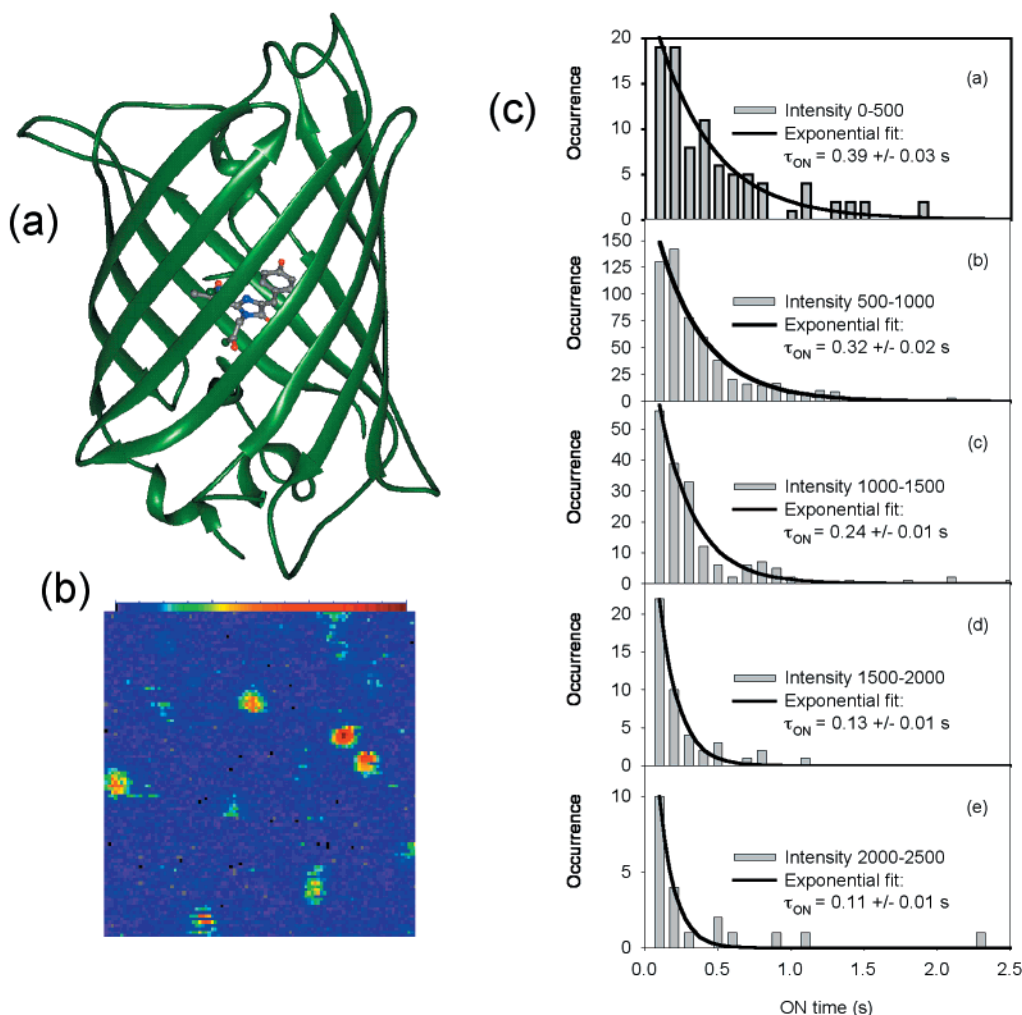 (a)
(b)
(c)
20
15
10
5
0
Occurrence
(a)
Intensity 0-500
Exponential fit:
τON = 0.39 +/- 0.03 s
150
125
100
75
50
25
0
Occurrence
(b)
Intensity 500-1000
Exponential fit:
τON = 0.32 +/- 0.02 s
50
40
30
20
10
0
Occurrence
(c)
Intensity 1000-1500
Exponential fit:
τON = 0.24 +/- 0.01 s
20
15
10
5
0
Occurrence
(d)
Intensity 1500-2000
Exponential fit:
τON = 0.13 +/- 0.01 s
10
5
0
Occurrence
(e)
Intensity 2000-2500
Exponential fit:
τON = 0.11 +/- 0.01 s
0.0 0.5 1.0 1.5 2.0 2.5
ON time (s)